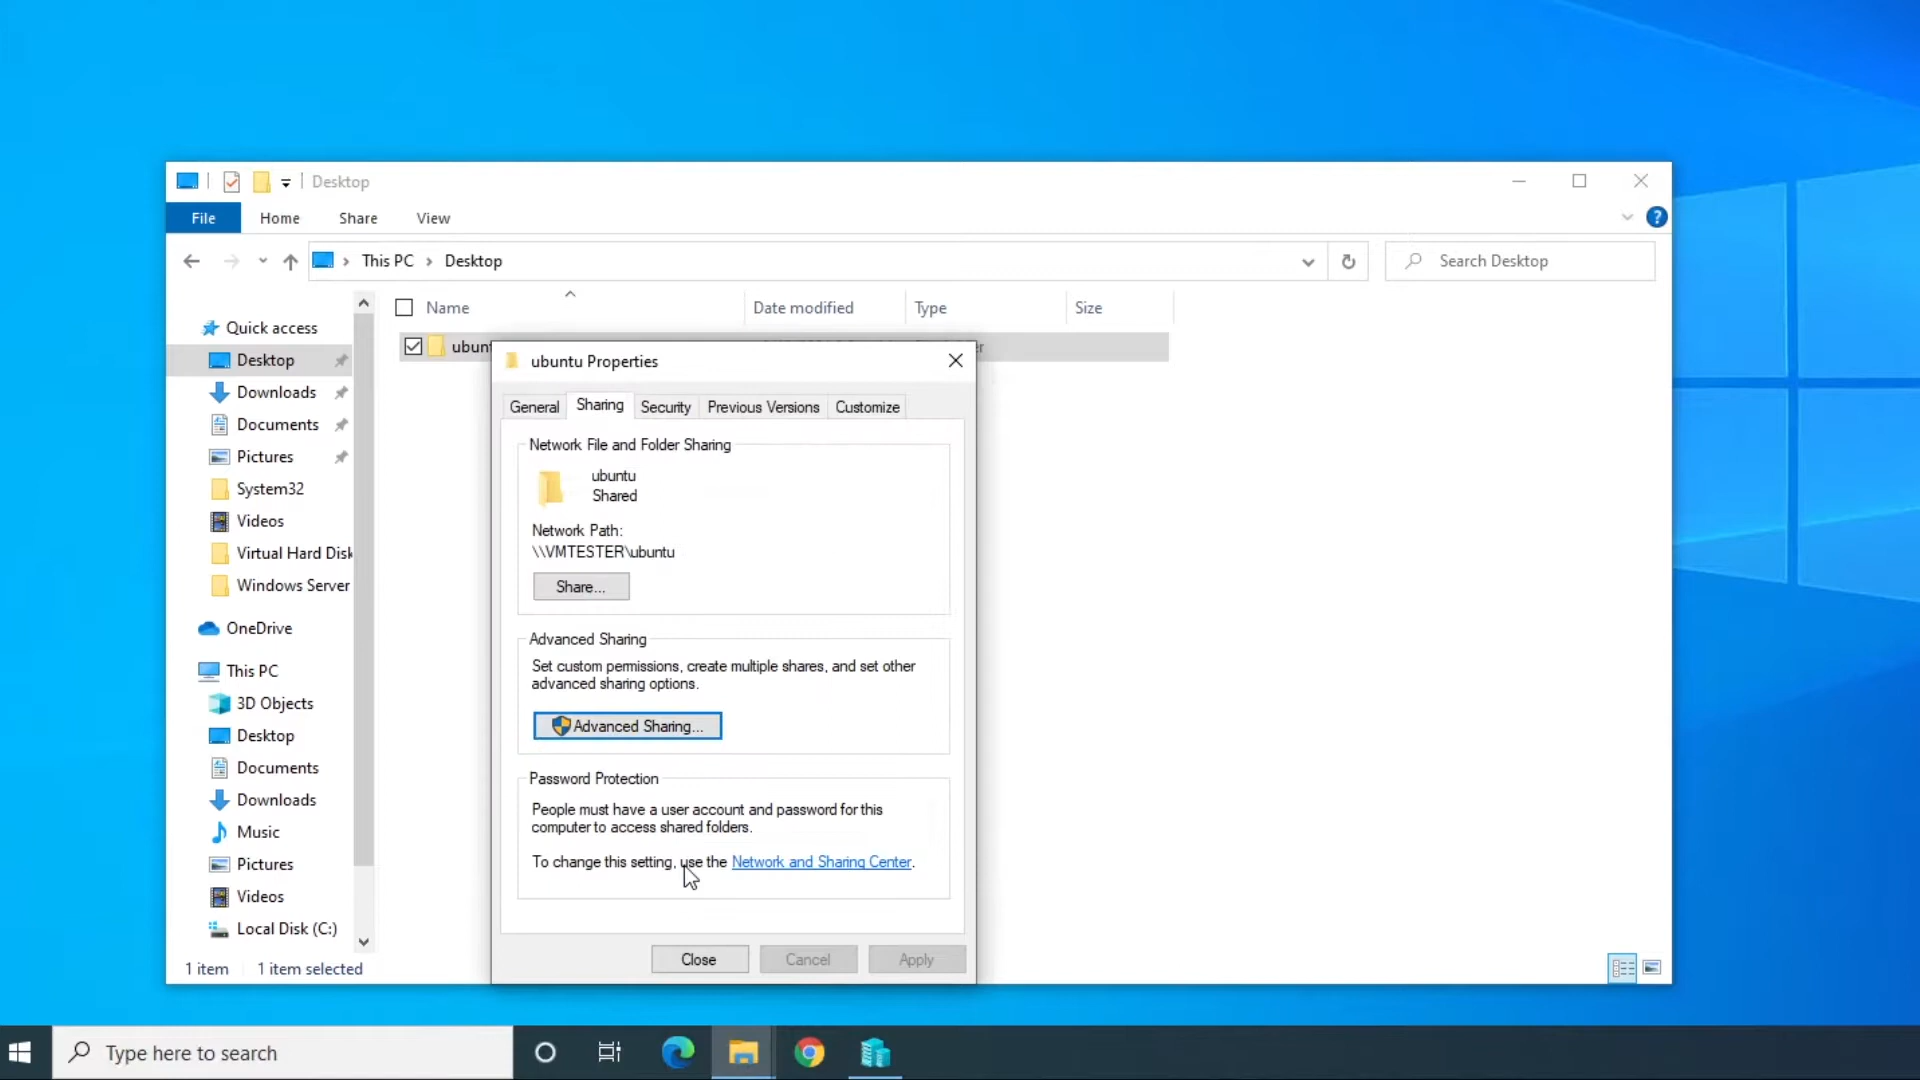 Desktop
File Home Share View
This PC Desktop
Search Desktop
Name Date modified Type Size
Quick access
Desktop
Downloads
Documents
Pictures
System32
Videos
Virtual Hard Disk
Windows Server
OneDrive
This PC
3D Objects
Desktop
Documents
Downloads
Music
Pictures
Videos
Local Disk (C:)
1 item 1 item selected
ubuntu Properties
General Sharing Security Previous Versions Customize
Network File and Folder Sharing
ubuntu
Shared
Network Path:
\\VMTESTER\ubuntu
Share...
Advanced Sharing
Set custom permissions, create multiple shares, and set other
advanced sharing options.
Advanced Sharing...
Password Protection
People must have a user account and password for this
computer to access shared folders.
To change this setting, use the Network and Sharing Center.
Close Cancel Apply
Type here to search